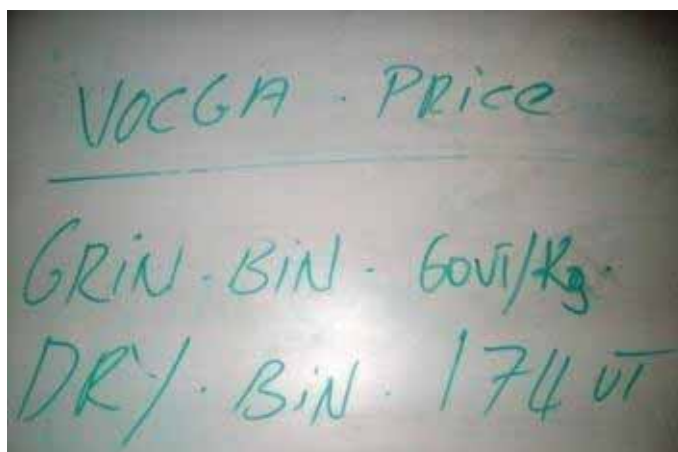 VOCGA . PRice
GRiN . BiN . 60VT/Kg.
DRY . BiN . 174 VT